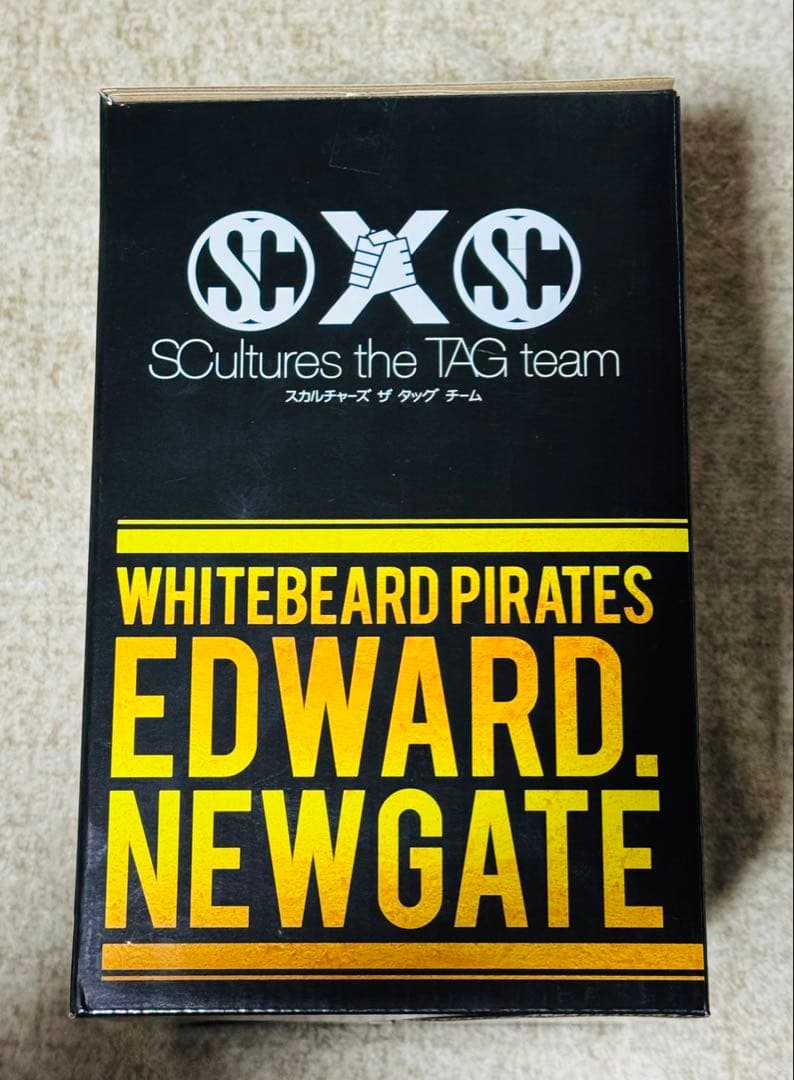 SC X SC
SCultures the TAG team
スカルチャーズ ザ タッグ チーム
WHITEBEARD PIRATES
EDWARD.
NEWGATE